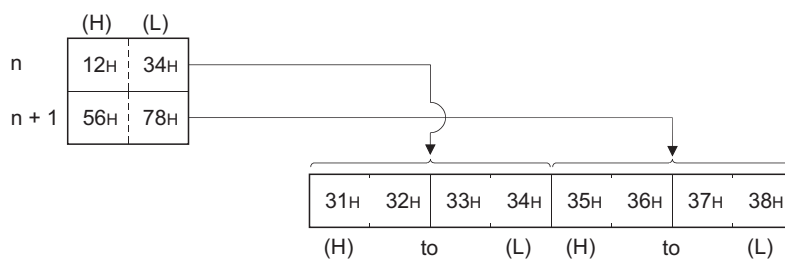 (H) (L)
n 12H 34H
n + 1 56H 78H
31H 32H 33H 34H 35H 36H 37H 38H
(H) to (L) (H) to (L)